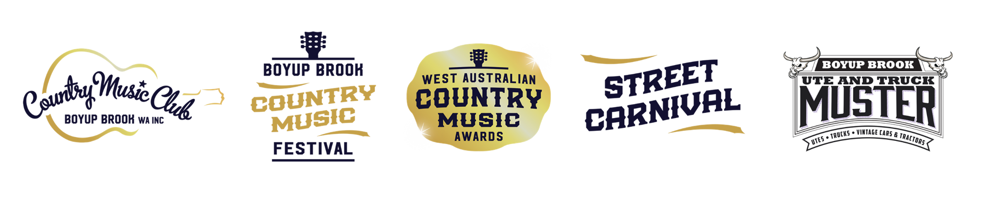 Country Music Club
BOYUP BROOK WA INC
BOYUP BROOK
COUNTRY
MUSIC
FESTIVAL
WEST AUSTRALIAN
COUNTRY
MUSIC
AWARDS
STREET
CARNIVAL
BOYUP BROOK
UTE AND TRUCK
MUSTER
UTES • TRUCKS • VINTAGE CARS & TRACTORS